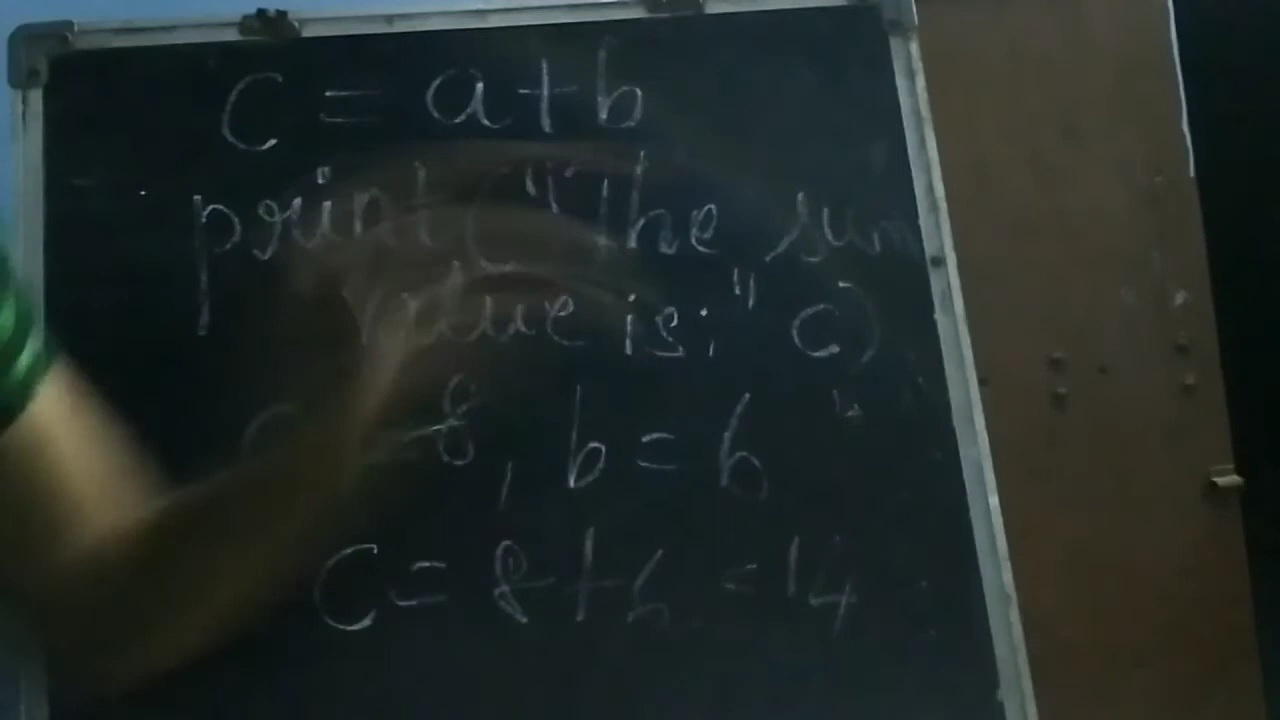 C = a+b
print("The sum
value is:" c)
=8, b=6
C= 8+6 =14